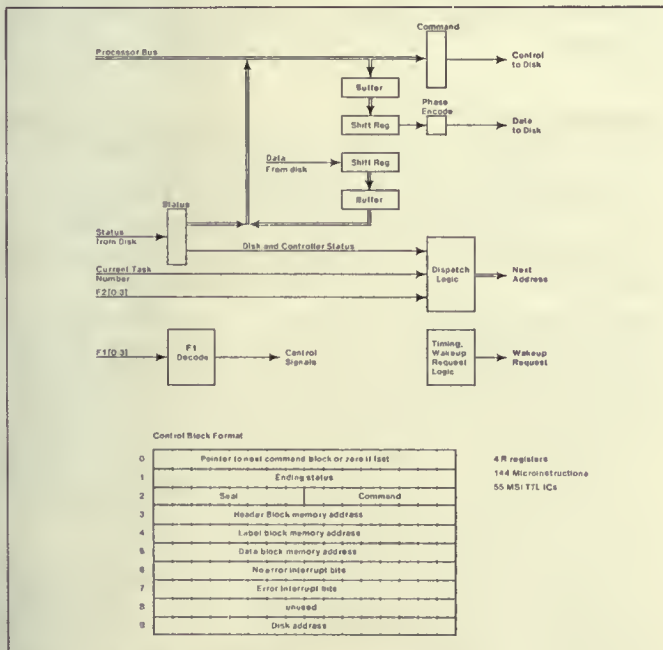 Command
Processor Bus
Control
to Disk
Buffer
Phase
Encode
Shift Reg
Data
to Disk
Data
From disk
Shift Reg
Buffer
Status
Status
from Disk
Disk and Controller Status
Current Task
Number
Dispatch
Logic
Next
Address
F2[0:3]
F1[0:3]
F1
Decode
Control
Signals
Timing,
Wakeup
Request
Logic
Wakeup
Request
Control Block Format
0 Pointer to next command block or zero if last
1 Ending status
2 Seal Command
3 Header Block memory address
4 Label block memory address
5 Data block memory address
6 No error interrupt bits
7 Error interrupt bits
8 unused
9 Disk address
4 R registers
144 Microinstructions
55 MSI TTL ICs